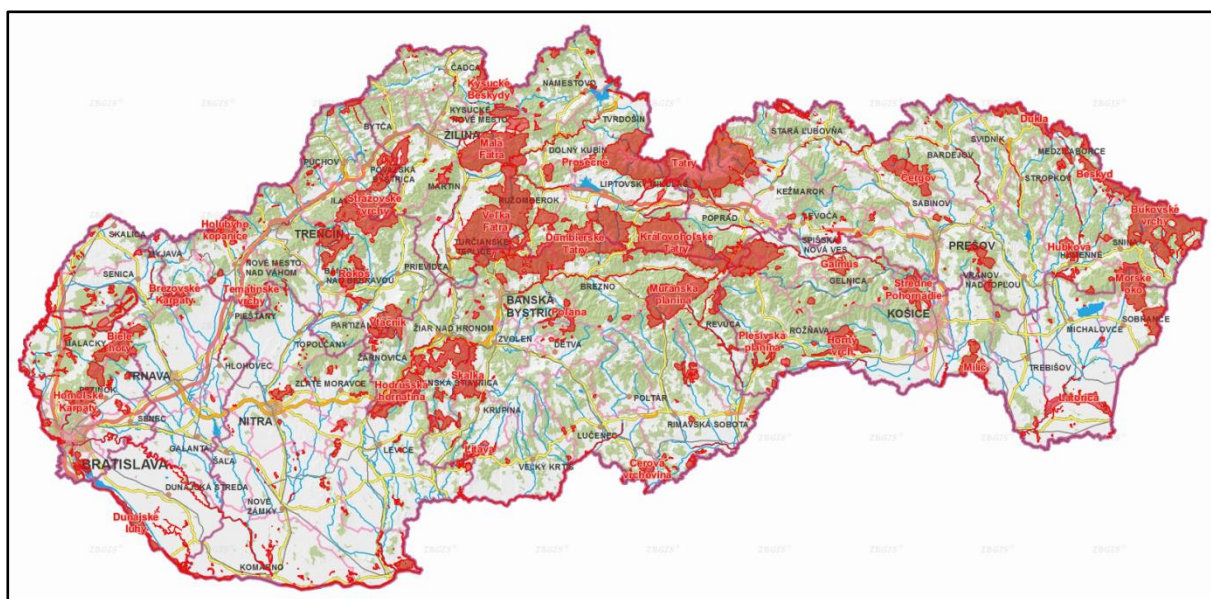 ČADCA
Kysucké
Beskydy
NÁMESTOVO
KYSUCKÉ
NOVÉ MESTO
TVRDOŠÍN
BYTČA
ŽILINA
Malá
Fatra
DOLNÝ KUBÍN
Prosečné
Tatry
STARÁ ĽUBOVŇA
Dukla
SVIDNÍK
MEDZILABORCE
BARDEJOV
STROPKOV
Beskyd
PÚCHOV
POVAŽSKÁ
BYSTRICA
MARTIN
LIPTOVSKÝ MIKULÁŠ
KEŽMAROK
Čergov
SABINOV
Strážovské
vrchy
RUŽOMBEROK
Veľká
Fatra
POPRAD
LEVOČA
Bukovské
vrchy
SKALICA
TRENČÍN
TURČIANSKE
TEPLICE
Ďumbierske
Tatry
Kráľovohoľské
Tatry
SPIŠSKÁ
NOVÁ VES
PREŠOV
SNINA
Hubková
HUMENNÉ
MYJAVA
kopanice
SENICA
NOVÉ MESTO
NAD VÁHOM
Rokoš
PRIEVIDZA
Galmus
GELNICA
Stredné
Pohornádie
VRANOV
NAD TOPĽOU
Morské
oko
Brezovské
Karpaty
Tematínske
vrchy
PIEŠŤANY
BREZNO
BANSKÁ
BYSTRICA
Poľana
Muránska
planina
KOŠICE
MICHALOVCE
SOBRANCE
MALACKY
Biele
hory
TOPOĽČANY
Vtáčnik
ŽIAR NAD HRONOM
ZVOLEN
DETVA
REVÚCA
ROŽŇAVA
Plešivská
planina
Horný
vrch
Milič
TREBIŠOV
PEZINOK
Homoľské
Karpaty
TRNAVA
HLOHOVEC
ŽARNOVICA
ZLATÉ MORAVCE
Hodrušská
hornatina
Skalka
KRUPINA
POLTÁR
RIMAVSKÁ SOBOTA
Latorica
SENEC
NITRA
GALANTA
ŠAĽA
LEVICE
LUČENEC
BRATISLAVA
VEĽKÝ KRTÍŠ
Cerová
vrchovina
DUNAJSKÁ STREDA
Dunajské
luhy
NOVÉ
ZÁMKY
KOMÁRNO